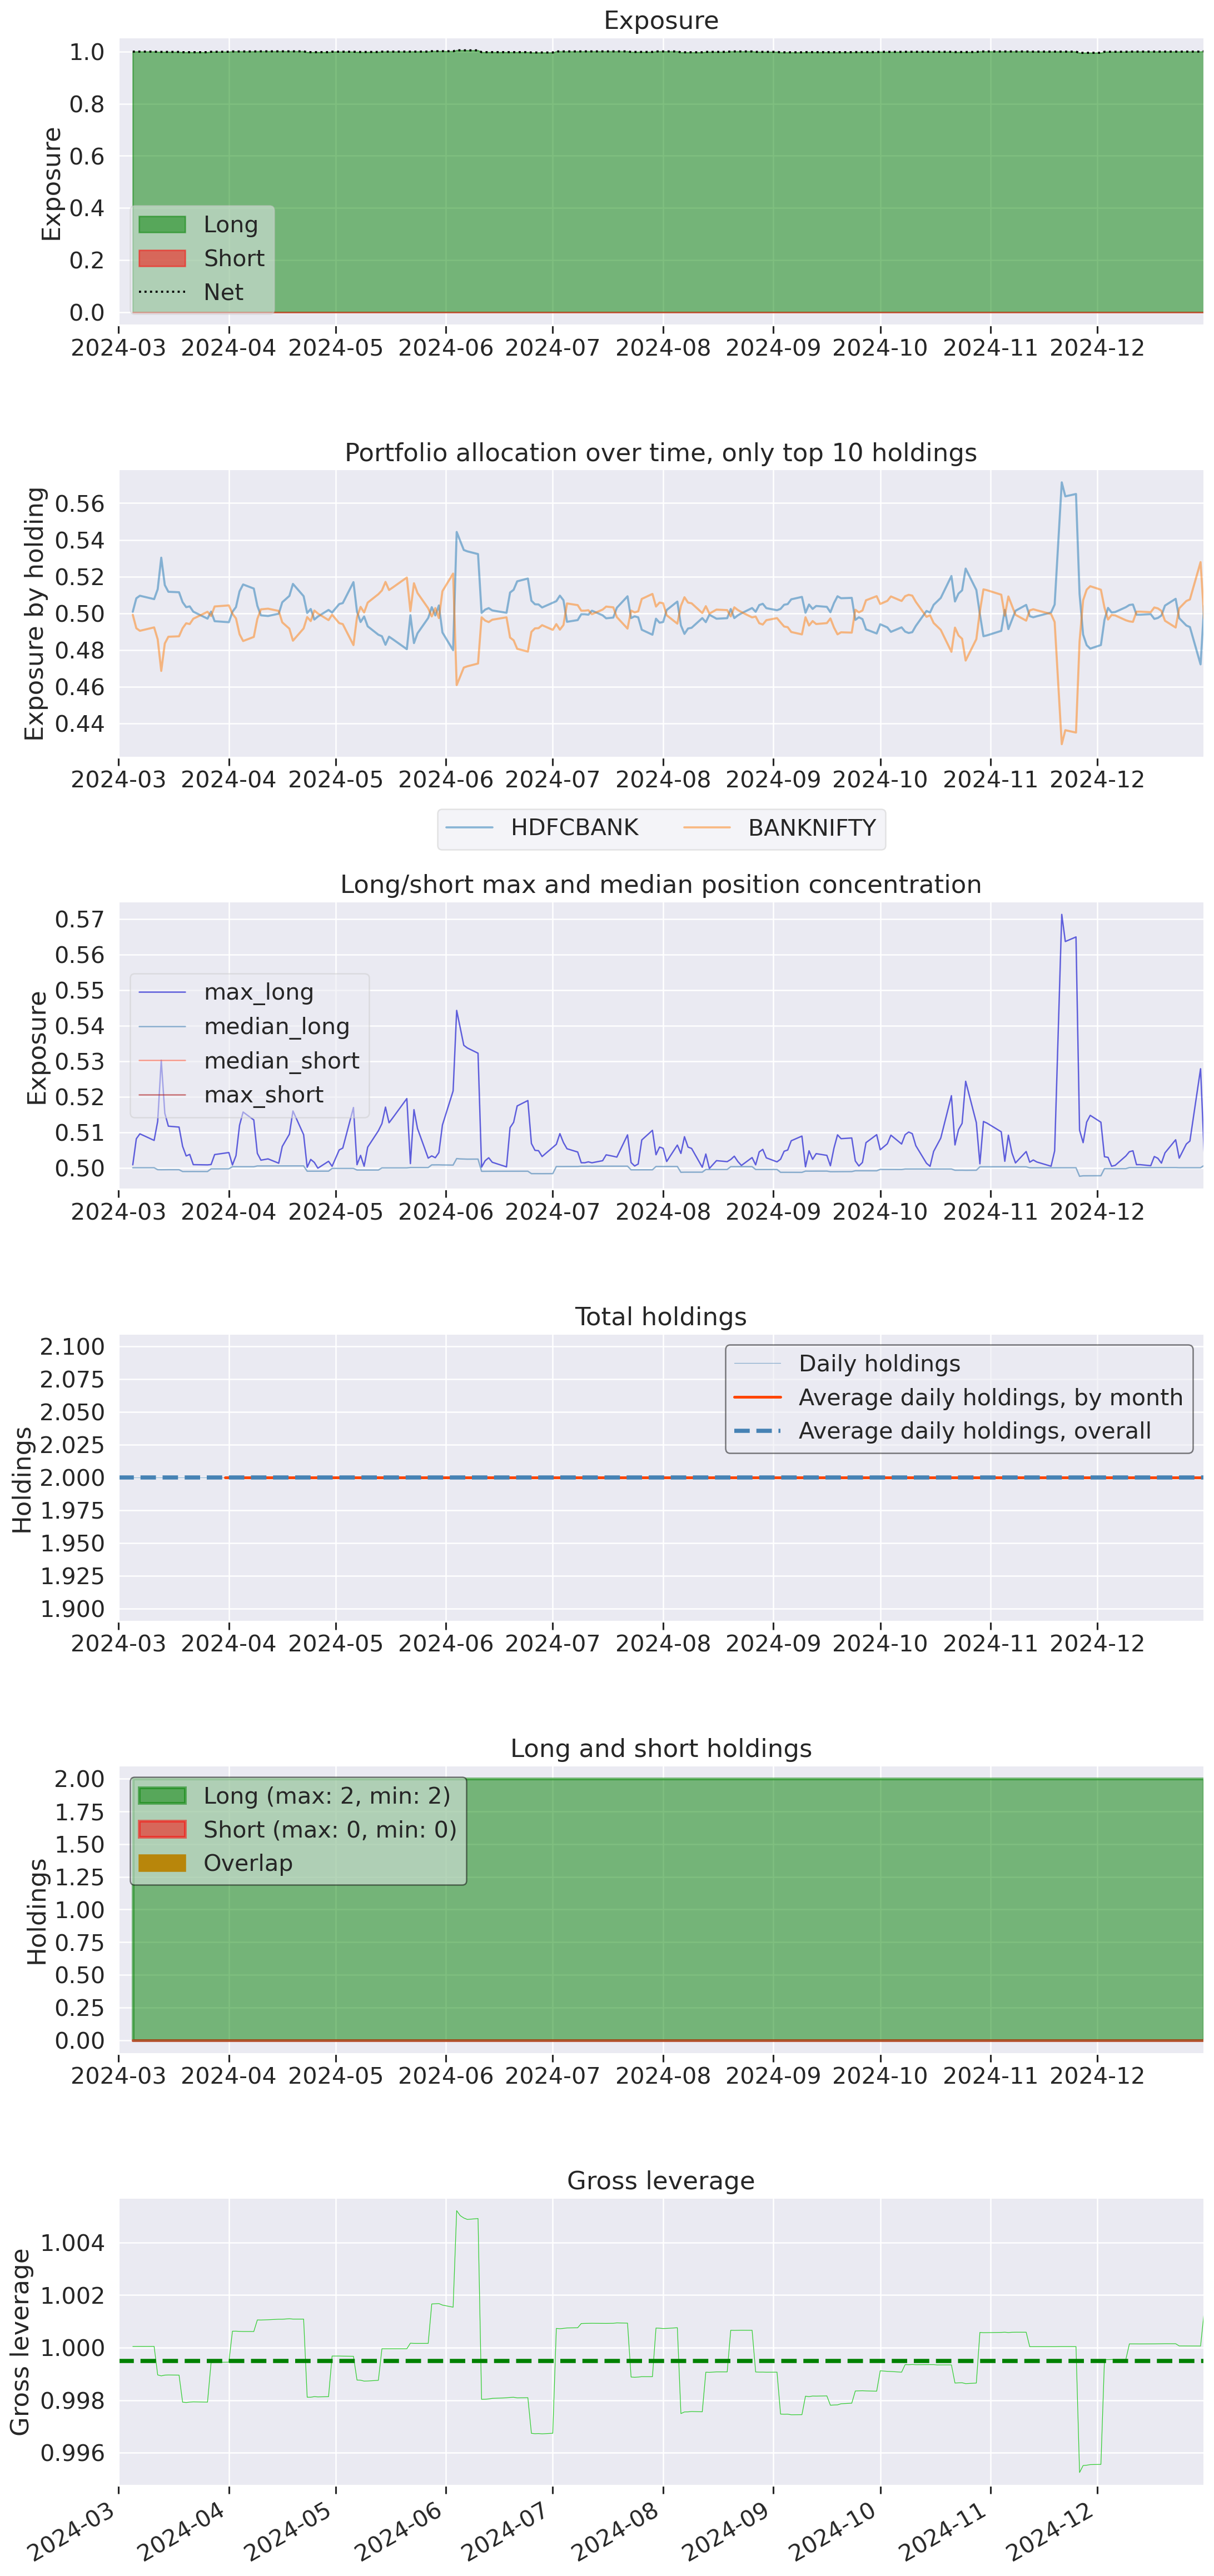 Exposure
Exposure
1.0
0.8
0.6
0.4
0.2
0.0
Long
Short
Net
2024-03 2024-04 2024-05 2024-06 2024-07 2024-08 2024-09 2024-10 2024-11 2024-12
Portfolio allocation over time, only top 10 holdings
Exposure by holding
0.56
0.54
0.52
0.50
0.48
0.46
0.44
2024-03 2024-04 2024-05 2024-06 2024-07 2024-08 2024-09 2024-10 2024-11 2024-12
HDFCBANK BANKNIFTY
Long/short max and median position concentration
Exposure
0.57
0.56
0.55
0.54
0.53
0.52
0.51
0.50
max_long
median_long
median_short
max_short
2024-03 2024-04 2024-05 2024-06 2024-07 2024-08 2024-09 2024-10 2024-11 2024-12
Total holdings
Holdings
2.100
2.075
2.050
2.025
2.000
1.975
1.950
1.925
1.900
Daily holdings
Average daily holdings, by month
Average daily holdings, overall
2024-03 2024-04 2024-05 2024-06 2024-07 2024-08 2024-09 2024-10 2024-11 2024-12
Long and short holdings
Holdings
2.00
1.75
1.50
1.25
1.00
0.75
0.50
0.25
0.00
Long (max: 2, min: 2)
Short (max: 0, min: 0)
Overlap
2024-03 2024-04 2024-05 2024-06 2024-07 2024-08 2024-09 2024-10 2024-11 2024-12
Gross leverage
Gross leverage
1.004
1.002
1.000
0.998
0.996
2024-03 2024-04 2024-05 2024-06 2024-07 2024-08 2024-09 2024-10 2024-11 2024-12